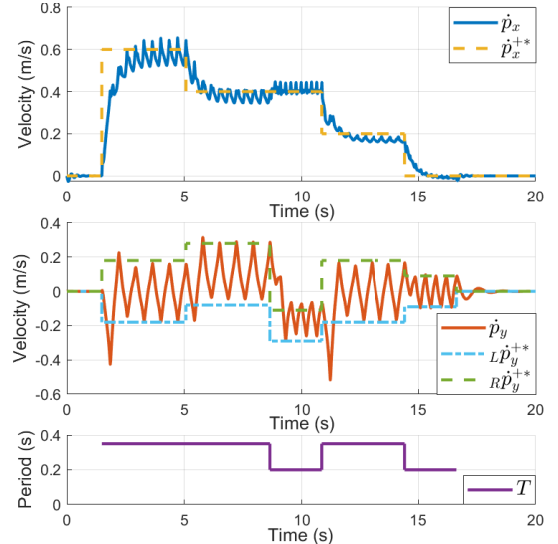 0.8
0.6
0.4
0.2
0
Velocity (m/s)
ṗx
ṗx+*
0 5 10 15 20
Time (s)
0.4
0.2
0
-0.2
-0.4
-0.6
Velocity (m/s)
ṗy
Lṗy+*
Rṗy+*
0 5 10 15 20
Time (s)
0.4
0.2
0
Period (s)
T
0 5 10 15 20
Time (s)